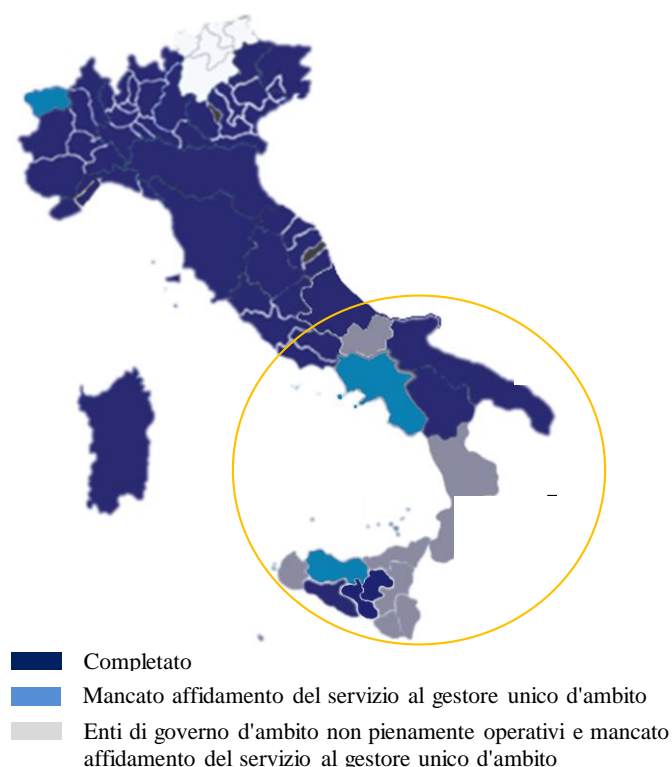 Completato
Mancato affidamento del servizio al gestore unico d'ambito
Enti di governo d'ambito non pienamente operativi e mancato
affidamento del servizio al gestore unico d'ambito